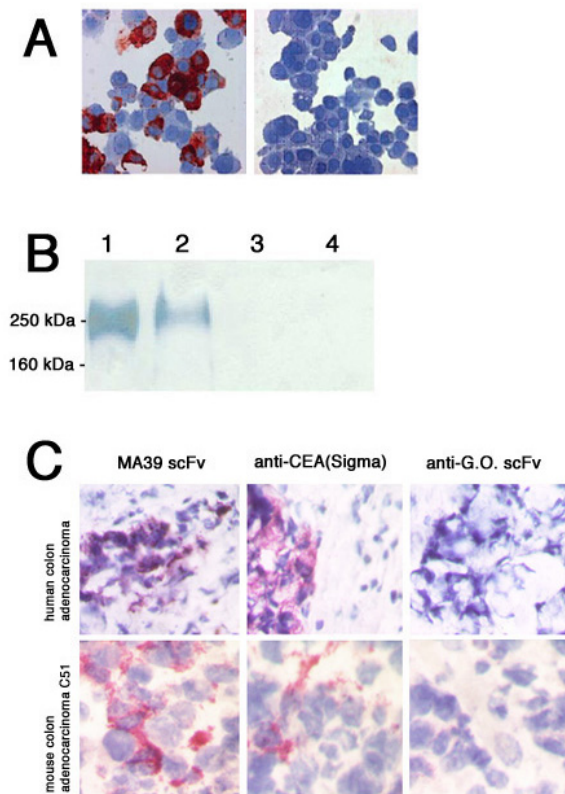 A
B
1 2 3 4
250 kDa -
160 kDa -
C
MA39 scFv anti-CEA(Sigma) anti-G.O. scFv
human colon
adenocarcinoma
mouse colon
adenocarcinoma C51